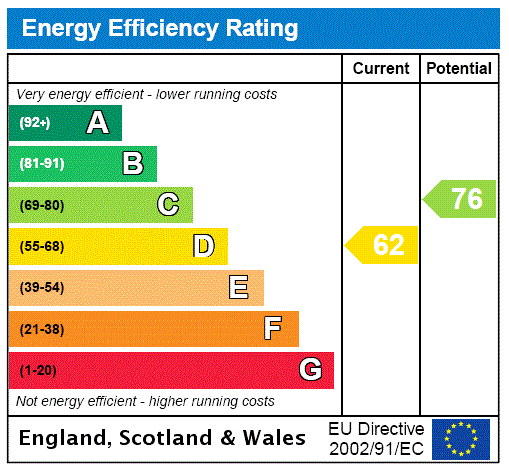 Energy Efficiency Rating
Current Potential
Very energy efficient - lower running costs
(92+) A
(81-91) B
(69-80) C
76
(55-68) D
62
(39-54) E
(21-38) F
(1-20) G
Not energy efficient - higher running costs
England, Scotland & Wales
EU Directive
2002/91/EC